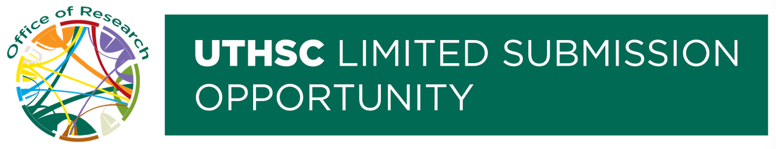 Office of Research
UTHSC LIMITED SUBMISSION
OPPORTUNITY